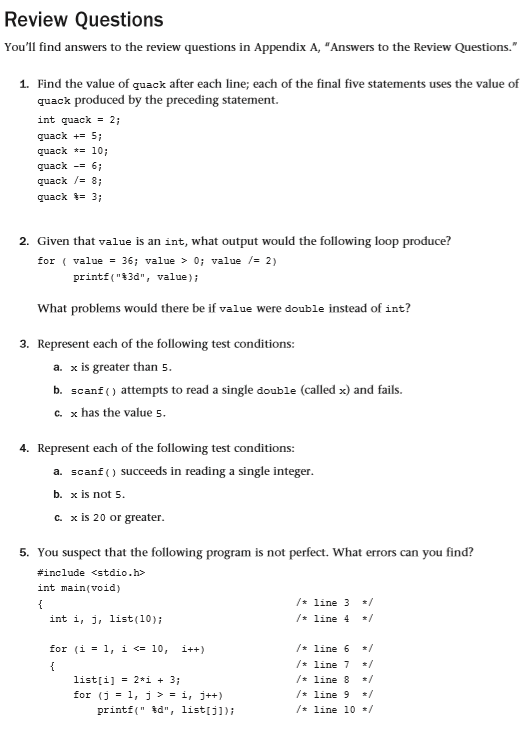 Review Questions
You'll find answers to the review questions in Appendix A, "Answers to the Review Questions."
1. Find the value of quack after each line; each of the final five statements uses the value of
quack produced by the preceding statement.
int quack = 2;
quack += 5;
quack *= 10;
quack -= 6;
quack /= 8;
quack %= 3;
2. Given that value is an int, what output would the following loop produce?
for ( value = 36; value > 0; value /= 2)
printf("%3d", value);
What problems would there be if value were double instead of int?
3. Represent each of the following test conditions:
a. x is greater than 5.
b. scanf() attempts to read a single double (called x) and fails.
c. x has the value 5.
4. Represent each of the following test conditions:
a. scanf() succeeds in reading a single integer.
b. x is not 5.
c. x is 20 or greater.
5. You suspect that the following program is not perfect. What errors can you find?
#include <stdio.h>
int main(void)
{ /* line 3 */
int i, j, list(10); /* line 4 */
for (i = 1, i <= 10, i++) /* line 6 */
{ /* line 7 */
list[i] = 2*i + 3; /* line 8 */
for (j = 1, j > = i, j++) /* line 9 */
printf(" %d", list[j]); /* line 10 */